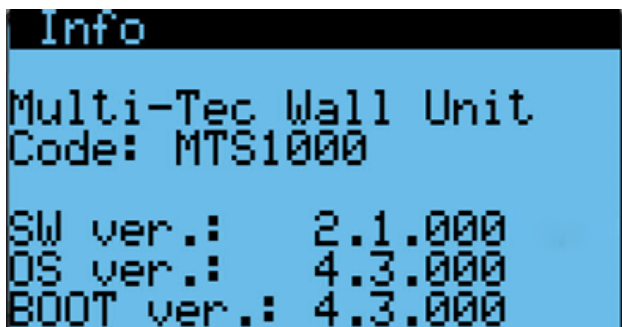 Info
Multi-Tec Wall Unit
Code: MTS1000
SW ver.: 2.1.000
OS ver.: 4.3.000
BOOT ver.: 4.3.000